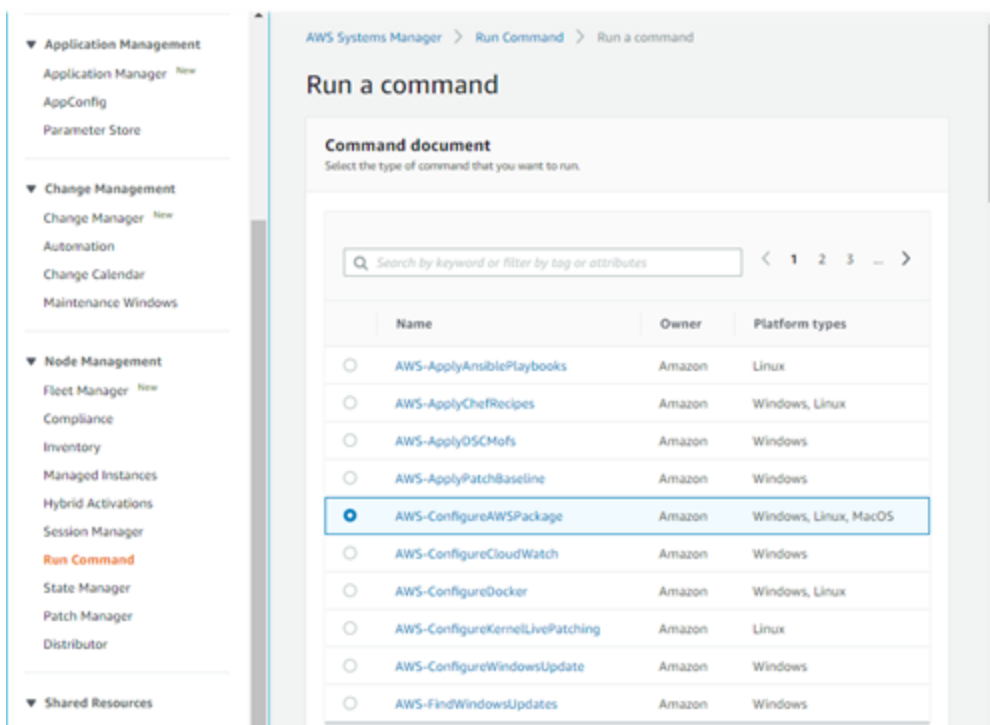 Application Management
Application Manager New
AppConfig
Parameter Store
Change Management
Change Manager New
Automation
Change Calendar
Maintenance Windows
Node Management
Fleet Manager New
Compliance
Inventory
Managed Instances
Hybrid Activations
Session Manager
Run Command
State Manager
Patch Manager
Distributor
Shared Resources
AWS Systems Manager > Run Command > Run a command
Run a command
Command document
Select the type of command that you want to run.
Search by keyword or filter by tag or attributes
< 1 2 3 ... >
Name Owner Platform types
AWS-ApplyAnsiblePlaybooks Amazon Linux
AWS-ApplyChefRecipes Amazon Windows, Linux
AWS-ApplyDSCMofs Amazon Windows
AWS-ApplyPatchBaseline Amazon Windows
AWS-ConfigureAWSPackage Amazon Windows, Linux, MacOS
AWS-ConfigureCloudWatch Amazon Windows
AWS-ConfigureDocker Amazon Windows, Linux
AWS-ConfigureKernelLivePatching Amazon Linux
AWS-ConfigureWindowsUpdate Amazon Windows
AWS-FindWindowsUpdates Amazon Windows